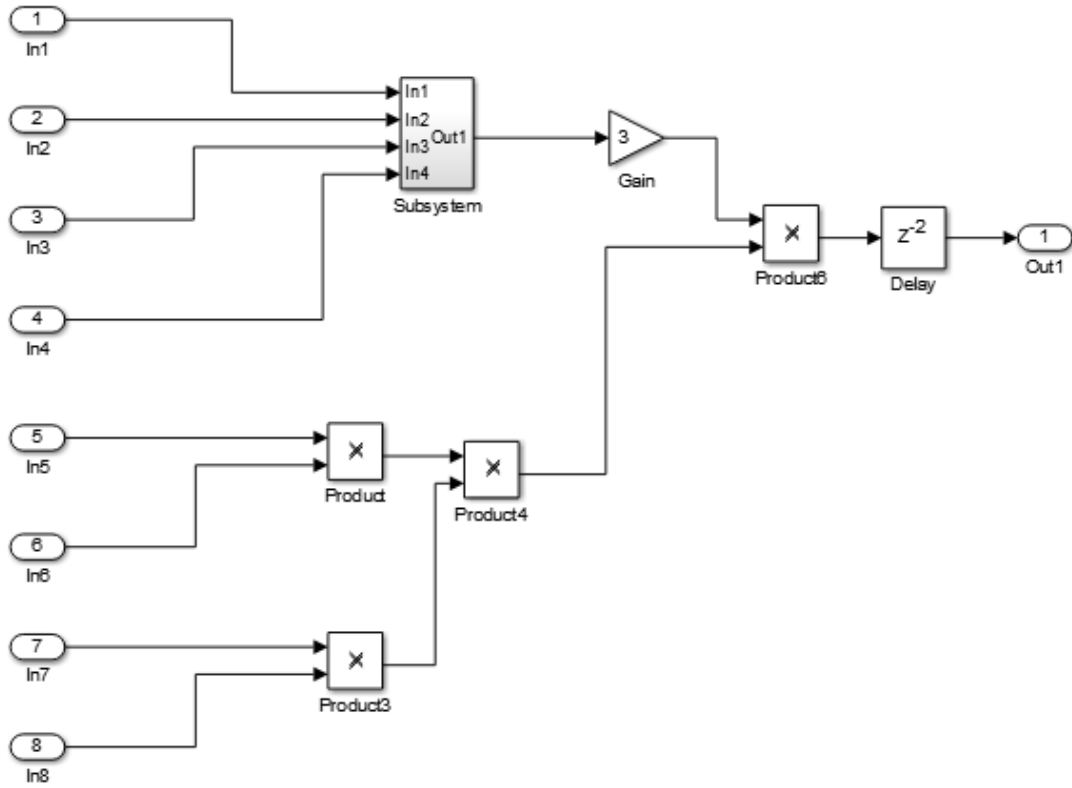 1
In1
2
In2
3
In3
4
In4
In1
In2
In3
In4
Out1
Subsystem
3
Gain
×
Product6
Z-2
Delay
1
Out1
5
In5
6
In6
×
Product
×
Product4
7
In7
8
In8
×
Product3